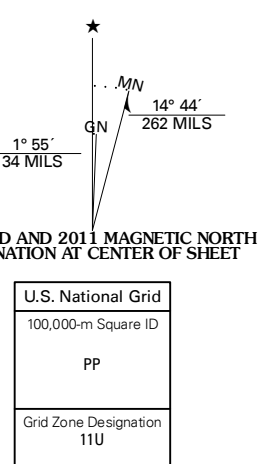 MN
14° 44´
262 MILS
GN
1° 55´
34 MILS
AND 2011 MAGNETIC NORTH
AT CENTER OF SHEET
U.S. National Grid
100,000-m Square ID
PP
Grid Zone Designation
11U